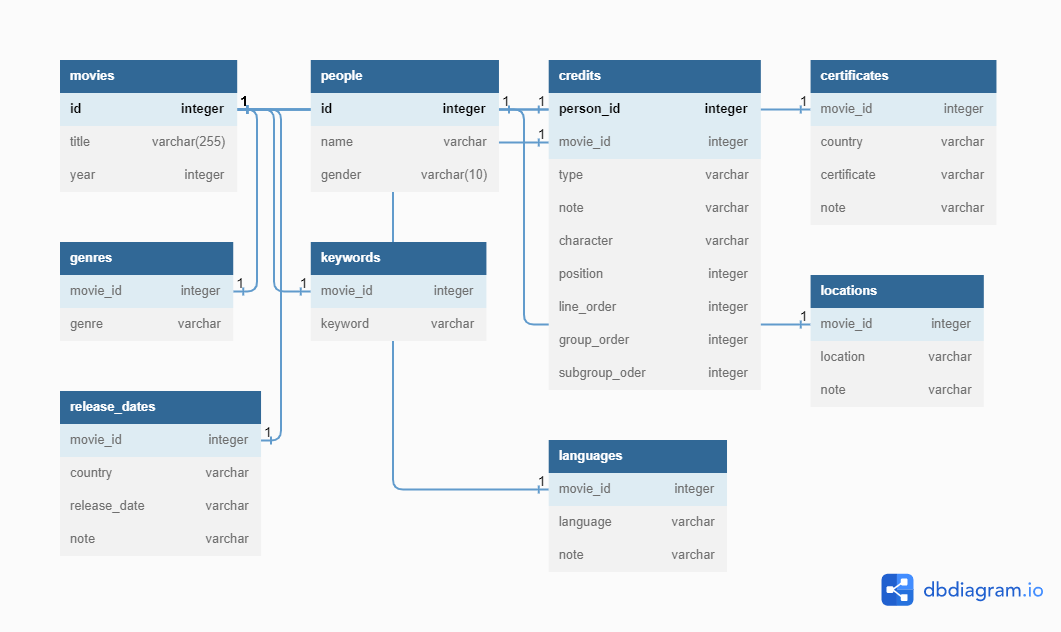 movies
id integer
title varchar(255)
year integer
people
id integer
name varchar
gender varchar(10)
credits
person_id integer
movie_id integer
type varchar
note varchar
character varchar
position integer
line_order integer
group_order integer
subgroup_oder integer
certificates
movie_id integer
country varchar
certificate varchar
note varchar
genres
movie_id integer
genre varchar
keywords
movie_id integer
keyword varchar
locations
movie_id integer
location varchar
note varchar
release_dates
movie_id integer
country varchar
release_date varchar
note varchar
languages
movie_id integer
language varchar
note varchar
1
1
1
1
1
1
1
1
1
1
dbdiagram.io